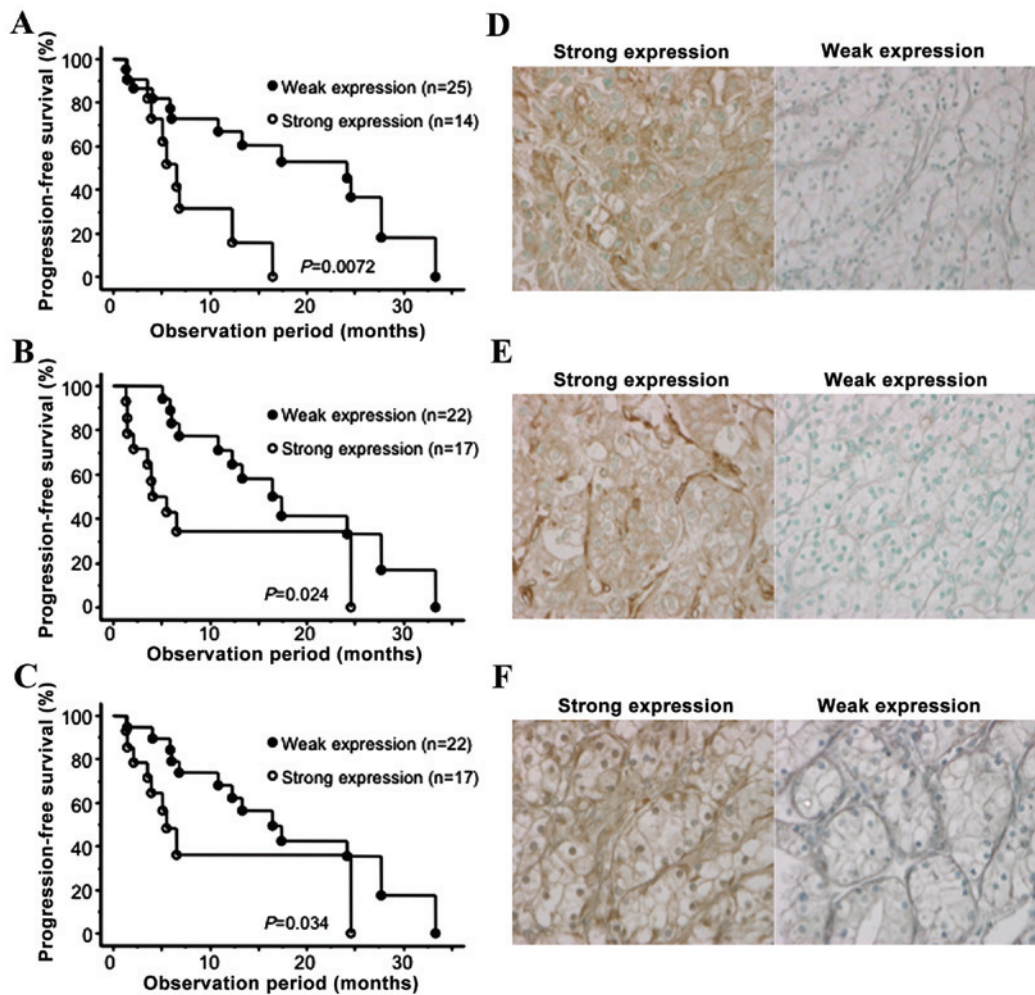 A
Progression-free survival (%)
100
80
60
40
20
0
Weak expression (n=25)
Strong expression (n=14)
P=0.0072
0 10 20 30
Observation period (months)
D
Strong expression Weak expression
B
Progression-free survival (%)
100
80
60
40
20
0
Weak expression (n=22)
Strong expression (n=17)
P=0.024
0 10 20 30
Observation period (months)
E
Strong expression Weak expression
C
Progression-free survival (%)
100
80
60
40
20
0
Weak expression (n=22)
Strong expression (n=17)
P=0.034
0 10 20 30
Observation period (months)
F
Strong expression Weak expression